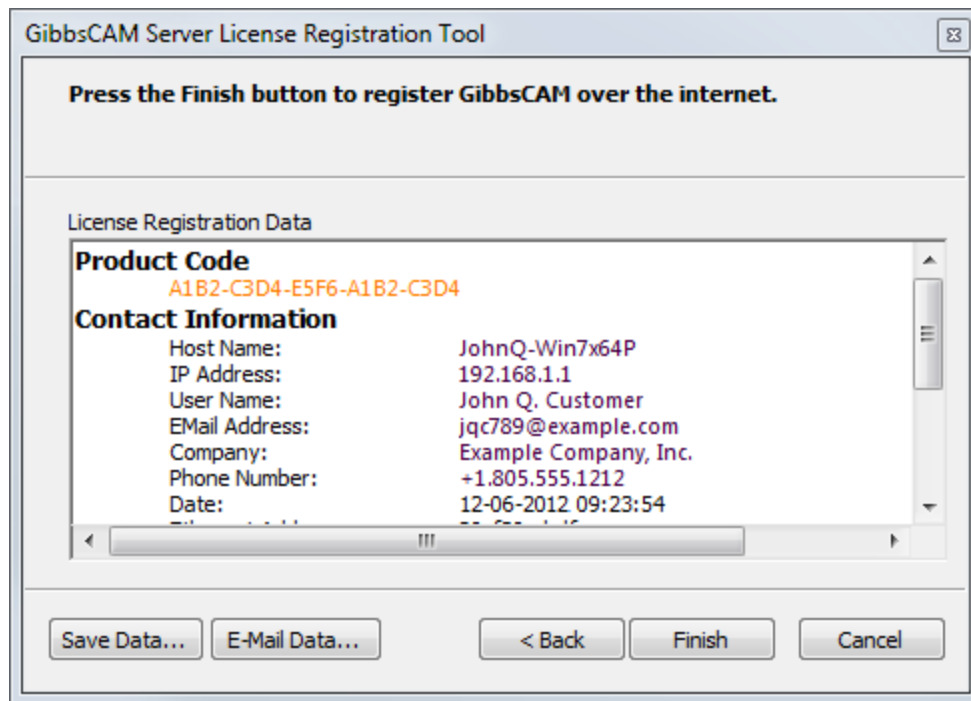 GibbsCAM Server License Registration Tool
Press the Finish button to register GibbsCAM over the internet.
License Registration Data
Product Code
A1B2-C3D4-E5F6-A1B2-C3D4
Contact Information
Host Name: JohnQ-Win7x64P
IP Address: 192.168.1.1
User Name: John Q. Customer
EMail Address: jqc789@example.com
Company: Example Company, Inc.
Phone Number: +1.805.555.1212
Date: 12-06-2012 09:23:54
Save Data... E-Mail Data... < Back Finish Cancel